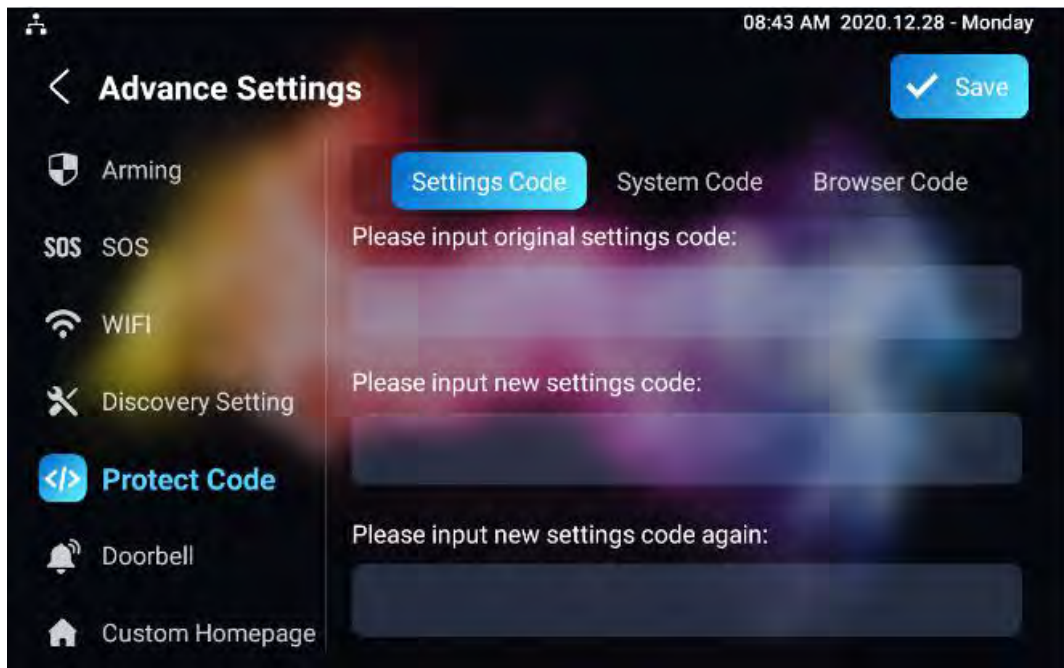 08:43 AM 2020.12.28 - Monday
Advance Settings
Save
Arming
SOS SOS
WIFI
Discovery Setting
Protect Code
Doorbell
Custom Homepage
Settings Code System Code Browser Code
Please input original settings code:
Please input new settings code:
Please input new settings code again: